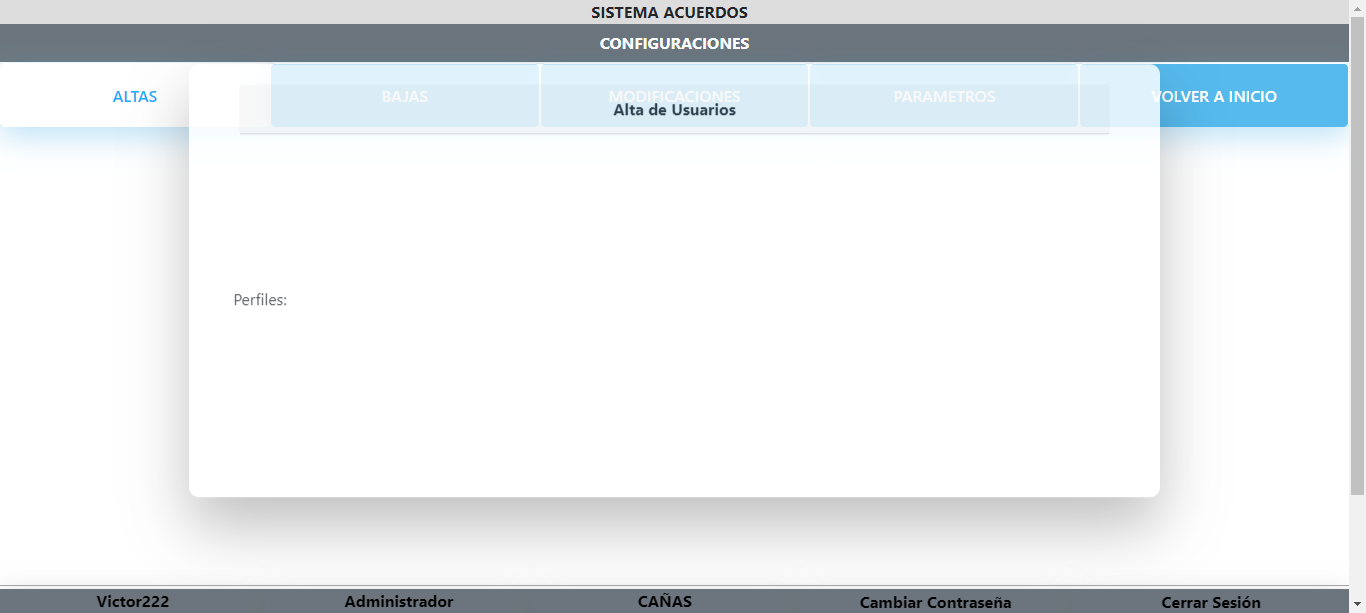 SISTEMA ACUERDOS
CONFIGURACIONES
ALTAS BAJAS MODIFICACIONES PARAMETROS VOLVER A INICIO
Alta de Usuarios
Perfiles:
Victor222 Administrador CAÑAS Cambiar Contraseña Cerrar Sesión